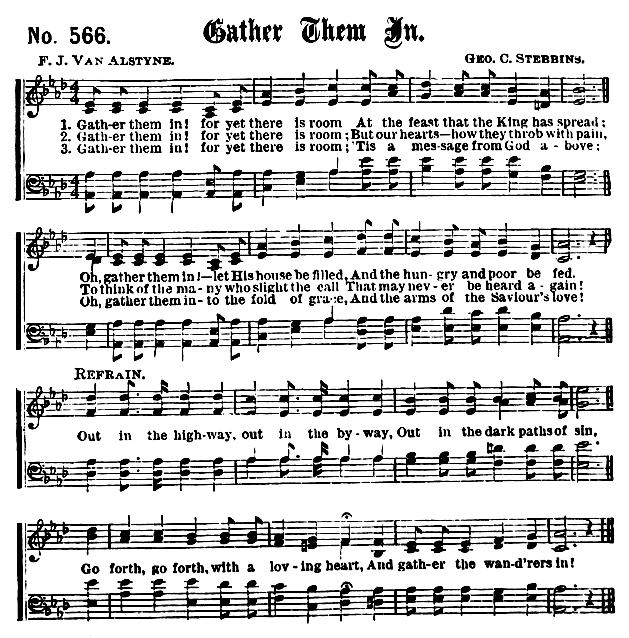 No. 566.
Gather Them In.
F. J. VAN ALSTYNE.
GEO. C. STEBBINS.
1. Gath-er them in! for yet there is room At the feast that the King has spread;
2. Gath-er them in! for yet there is room; But our hearts—how they throb with pain,
3. Gath-er them in! for yet there is room; 'Tis a mes-sage from God a-bove;
Oh, gather them in!—let His house be filled, And the hun-gry and poor be fed.
To think of the ma-ny who slight the call That may nev-er be heard a-gain!
Oh, gather them in-to the fold of grace, And the arms of the Saviour's love!
REFRAIN.
Out in the high-way, out in the by-way, Out in the dark paths of sin,
Go forth, go forth, with a lov-ing heart, And gath-er the wand'rers in!